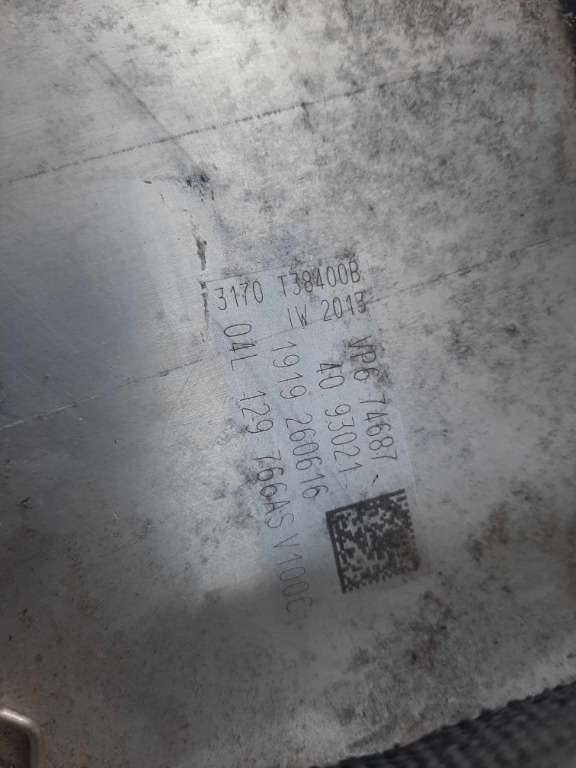 3170 T38400B
IW 2013
VP6 74687
40 93021-
1919 260616
04L 129 766AS V100C